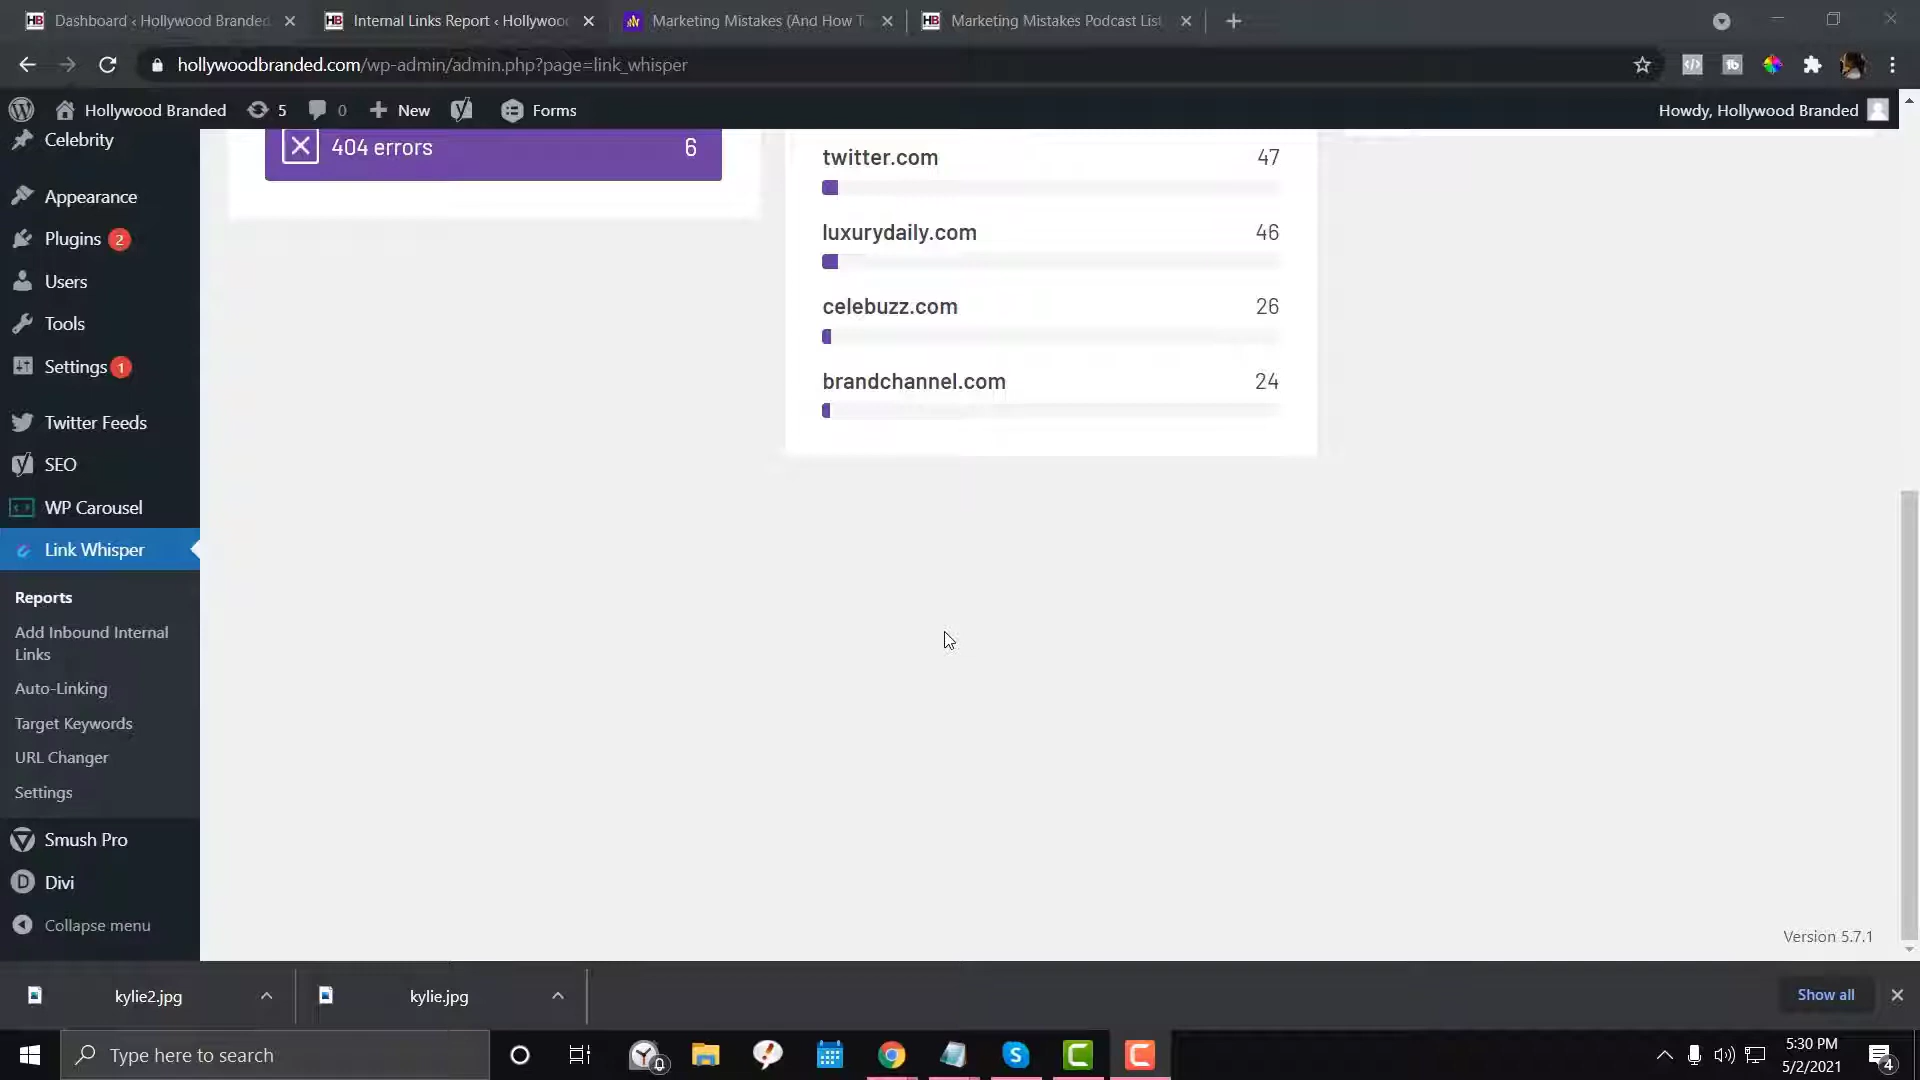 Dashboard ‹ Hollywood Branded
Internal Links Report ‹ Hollywoo
Marketing Mistakes (And How T
Marketing Mistakes Podcast List
hollywoodbranded.com/wp-admin/admin.php?page=link_whisper
Hollywood Branded
5
0
New
Forms
Howdy, Hollywood Branded
Celebrity
Appearance
Plugins 2
Users
Tools
Settings 1
Twitter Feeds
SEO
WP Carousel
Link Whisper
Reports
Add Inbound Internal
Links
Auto-Linking
Target Keywords
URL Changer
Settings
Smush Pro
Divi
Collapse menu
404 errors 6
twitter.com 47
luxurydaily.com 46
celebuzz.com 26
brandchannel.com 24
Version 5.7.1
kylie2.jpg
kylie.jpg
Show all
Type here to search
5:30 PM
5/2/2021
4